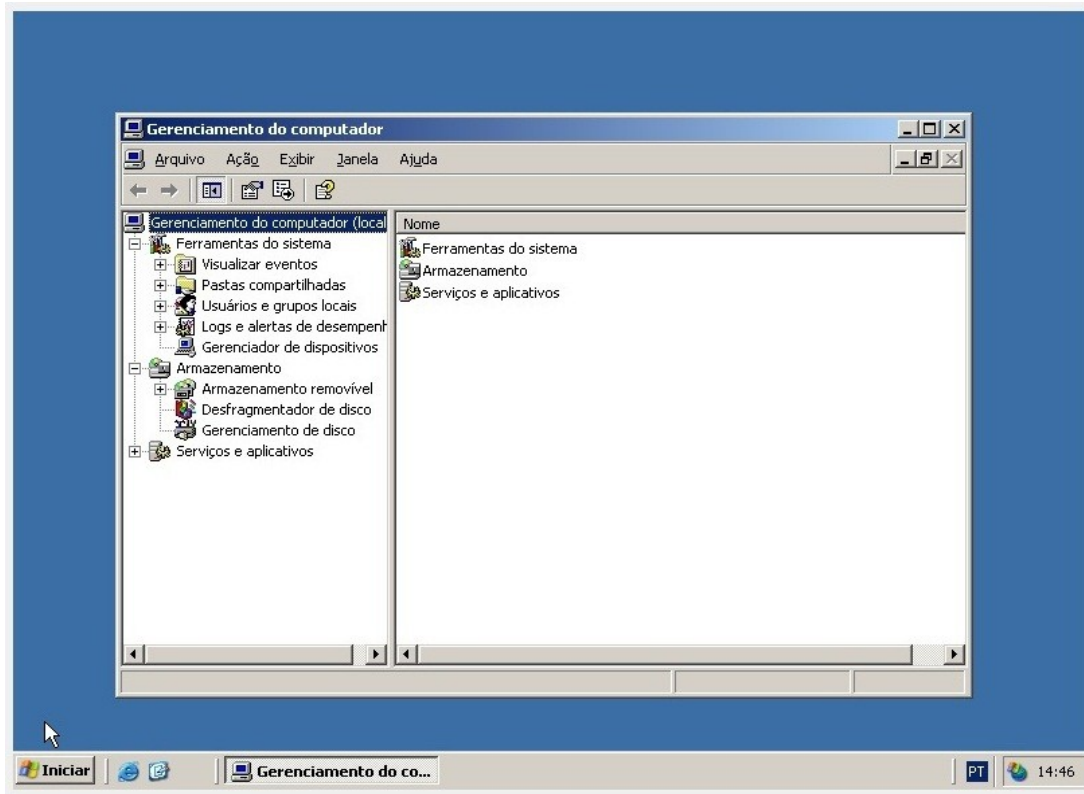 Gerenciamento do computador
Arquivo Ação Exibir Janela Ajuda
Gerenciamento do computador (local
Ferramentas do sistema
Visualizar eventos
Pastas compartilhadas
Usuários e grupos locais
Logs e alertas de desempenh
Gerenciador de dispositivos
Armazenamento
Armazenamento removível
Desfragmentador de disco
Gerenciamento de disco
Serviços e aplicativos
Nome
Ferramentas do sistema
Armazenamento
Serviços e aplicativos
Iniciar
Gerenciamento do co...
PT
14:46